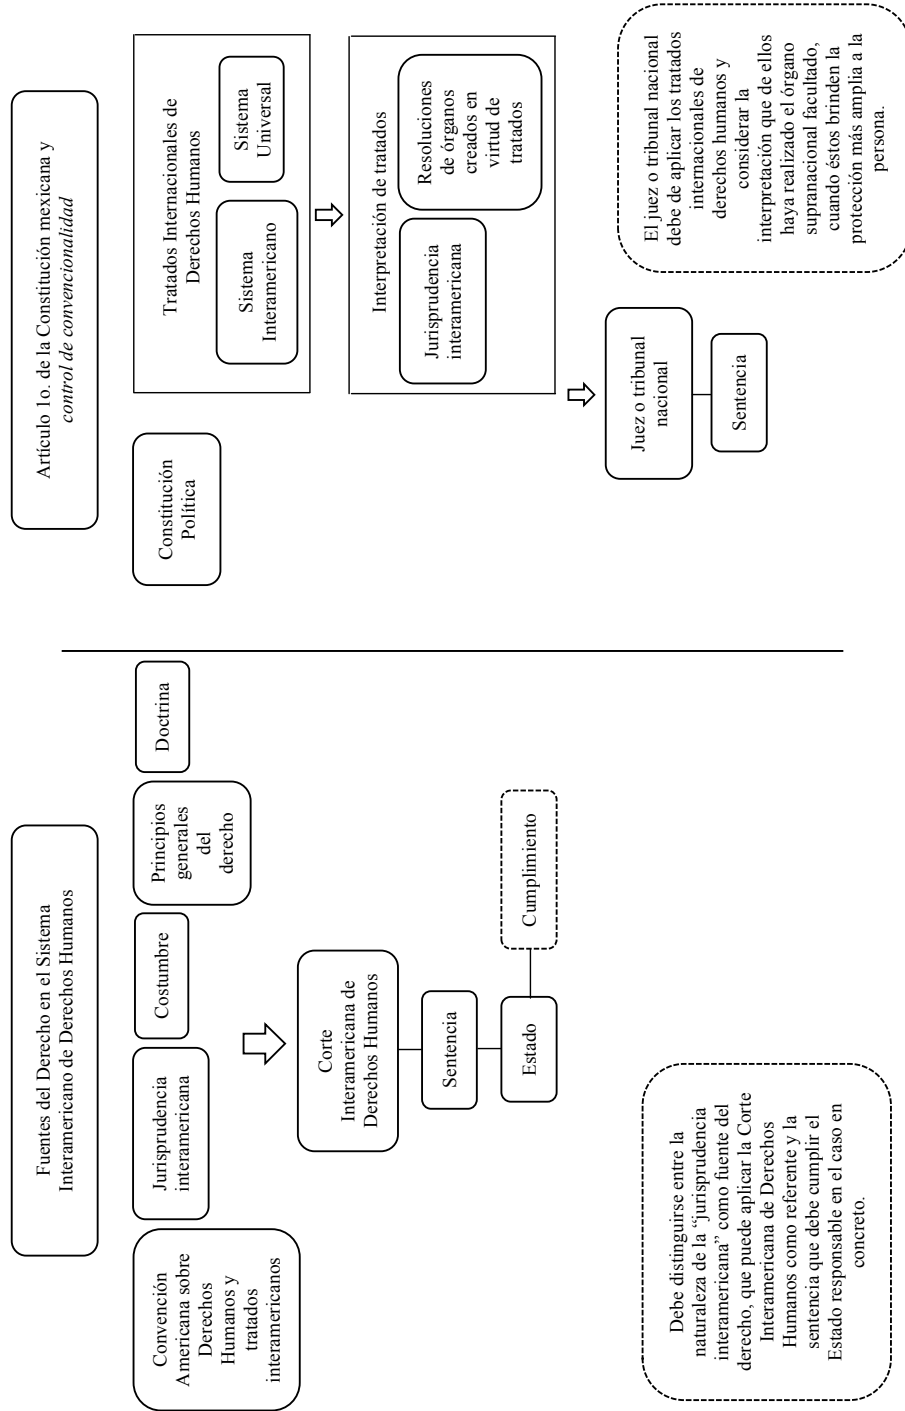 Fuentes del Derecho en el Sistema
Interamericano de Derechos Humanos
Convención
Americana sobre
Derechos
Humanos y
tratados
interamericanos
Jurisprudencia
interamericana
Costumbre
Principios
generales
del
derecho
Doctrina
Corte
Interamericana de
Derechos Humanos
Sentencia
Estado
Cumplimiento
Debe distinguirse entre la
naturaleza de la “jurisprudencia
interamericana” como fuente del
derecho, que puede aplicar la Corte
Interamericana de Derechos
Humanos como referente y la
sentencia que debe cumplir el
Estado responsable en el caso en
concreto.
Artículo 1o. de la Constitución mexicana y
control de convencionalidad
Constitución
Política
Tratados Internacionales de
Derechos Humanos
Sistema
Interamericano
Sistema
Universal
Interpretación de tratados
Jurisprudencia
interamericana
Resoluciones
de órganos
creados en
virtud de
tratados
Juez o tribunal
nacional
Sentencia
El juez o tribunal nacional
debe de aplicar los tratados
internacionales de
derechos humanos y
considerar la
interpretación que de ellos
haya realizado el órgano
supranacional facultado,
cuando éstos brinden la
protección más amplia a la
persona.